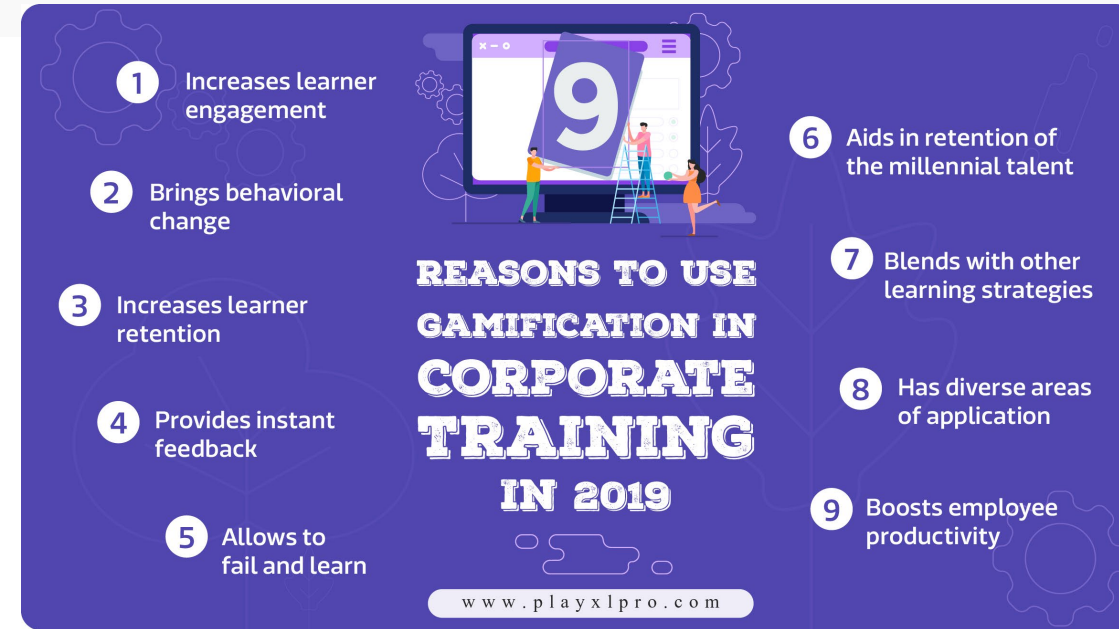 1
Increases learner
engagement
2
Brings behavioral
change
3
Increases learner
retention
4
Provides instant
feedback
5
Allows to
fail and learn
9
REASONS TO USE
GAMIFICATION IN
CORPORATE
TRAINING
IN 2019
www.playxlpro.com
6
Aids in retention of
the millennial talent
7
Blends with other
learning strategies
8
Has diverse areas
of application
9
Boosts employee
productivity